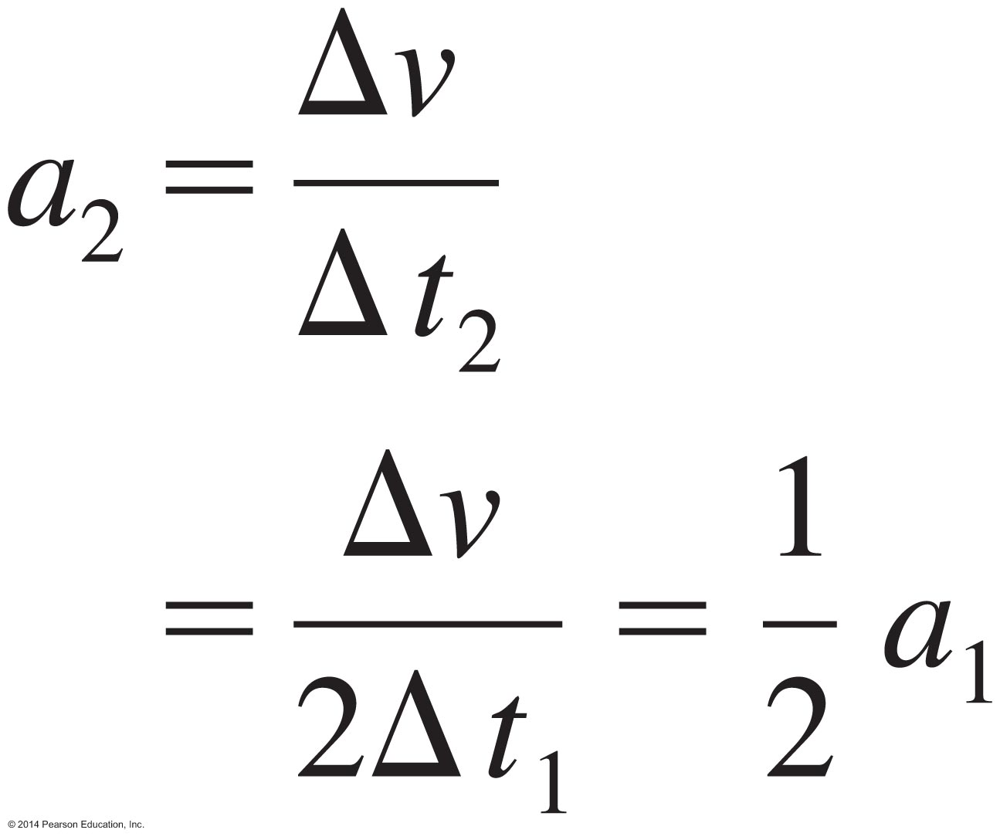 a₂ = Δv / Δt₂
= Δv / 2Δt₁ = 1/2 a₁
© 2014 Pearson Education, Inc.